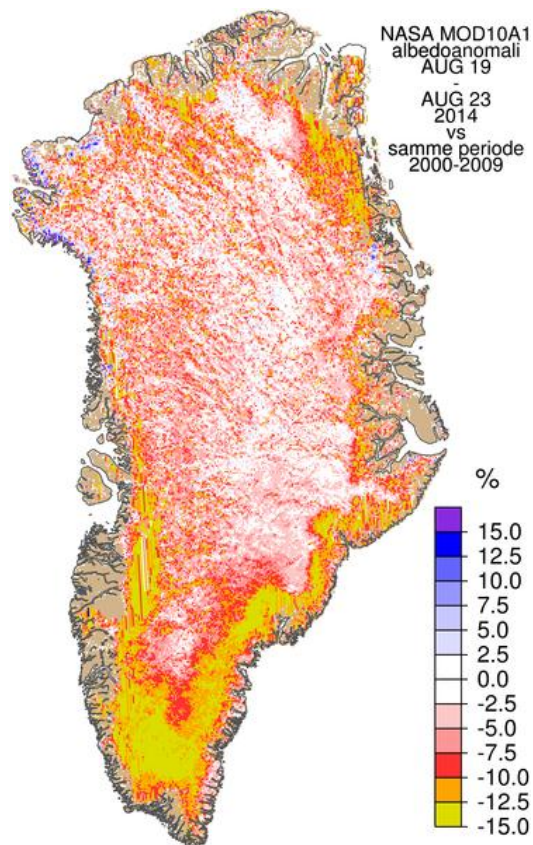 NASA MOD10A1
albedoanomali
AUG 19
-
AUG 23
2014
vs
samme periode
2000-2009
%
15.0
12.5
10.0
7.5
5.0
2.5
0.0
-2.5
-5.0
-7.5
-10.0
-12.5
-15.0